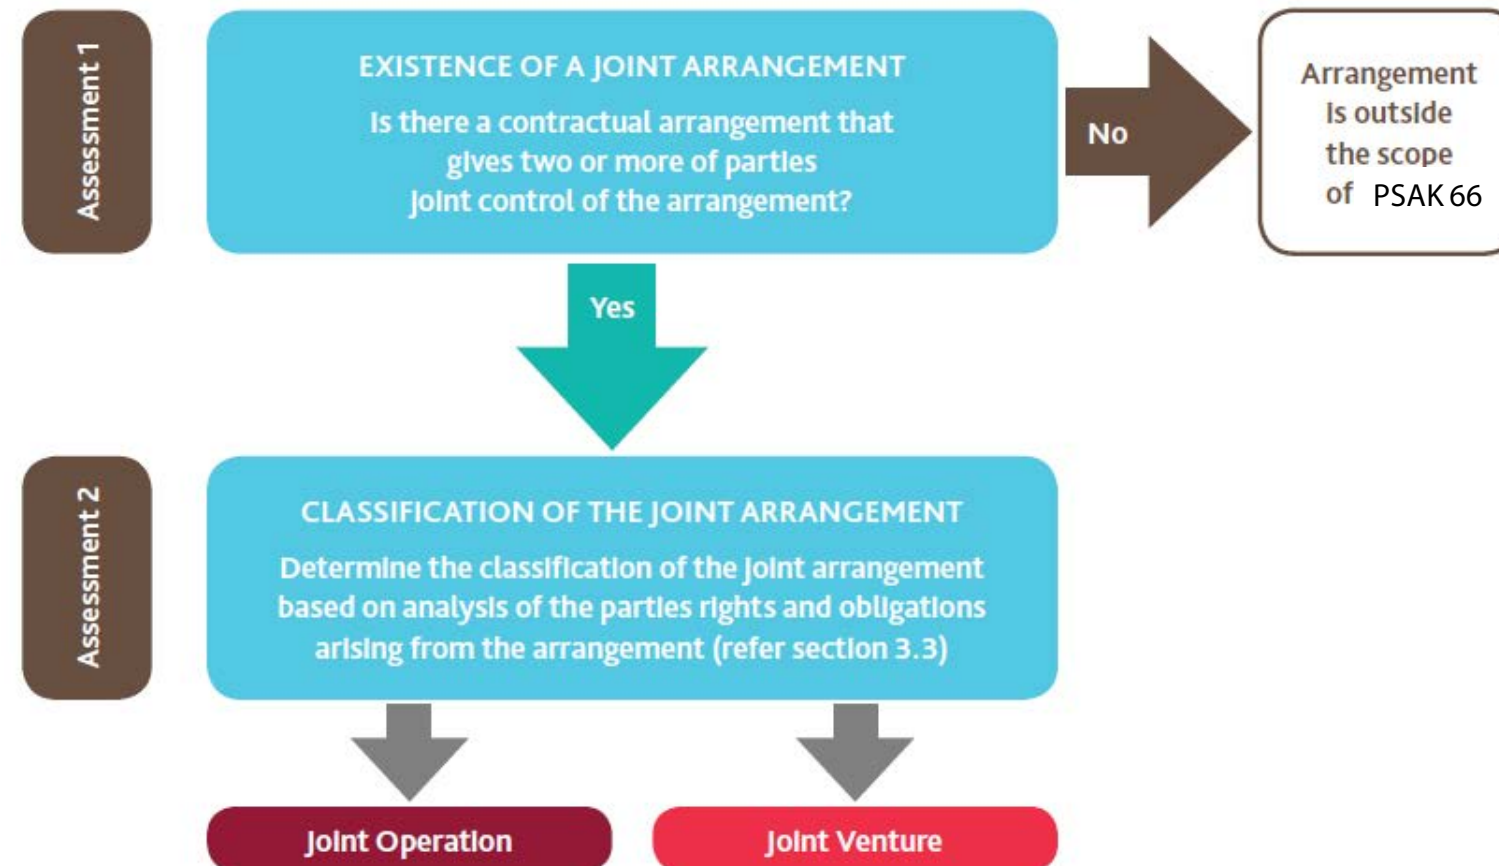 Assessment 1
EXISTENCE OF A JOINT ARRANGEMENT
Is there a contractual arrangement that
gives two or more of parties
joint control of the arrangement?
No
Arrangement
is outside
the scope
of PSAK 66
Yes
Assessment 2
CLASSIFICATION OF THE JOINT ARRANGEMENT
Determine the classification of the joint arrangement
based on analysis of the parties rights and obligations
arising from the arrangement (refer section 3.3)
Joint Operation
Joint Venture